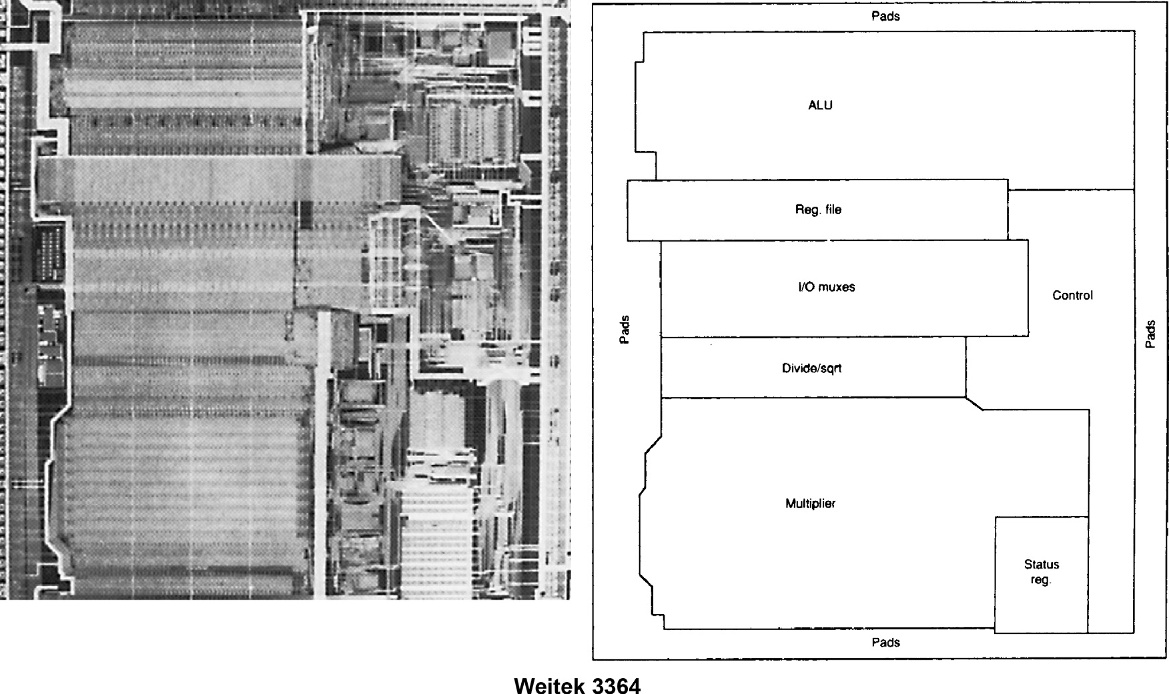 Pads
ALU
Reg. file
I/O muxes
Control
Pads
Pads
Divide/sqrt
Multiplier
Status
reg.
Pads
Weitek 3364